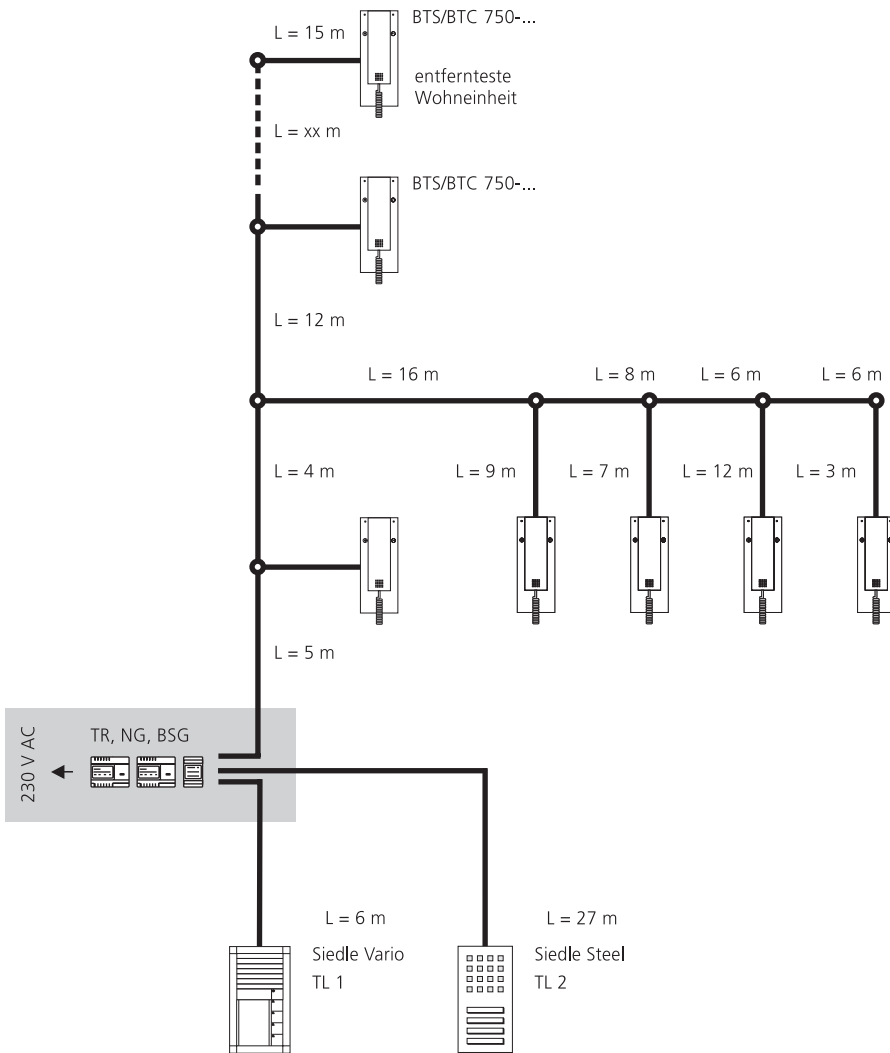 BTS/BTC 750-...
L = 15 m
entfernteste
Wohneinheit
L = xx m
BTS/BTC 750-...
L = 12 m
L = 16 m
L = 8 m
L = 6 m
L = 6 m
L = 4 m
L = 9 m
L = 7 m
L = 12 m
L = 3 m
L = 5 m
230 V AC
TR, NG, BSG
L = 6 m
L = 27 m
Siedle Vario
TL 1
Siedle Steel
TL 2